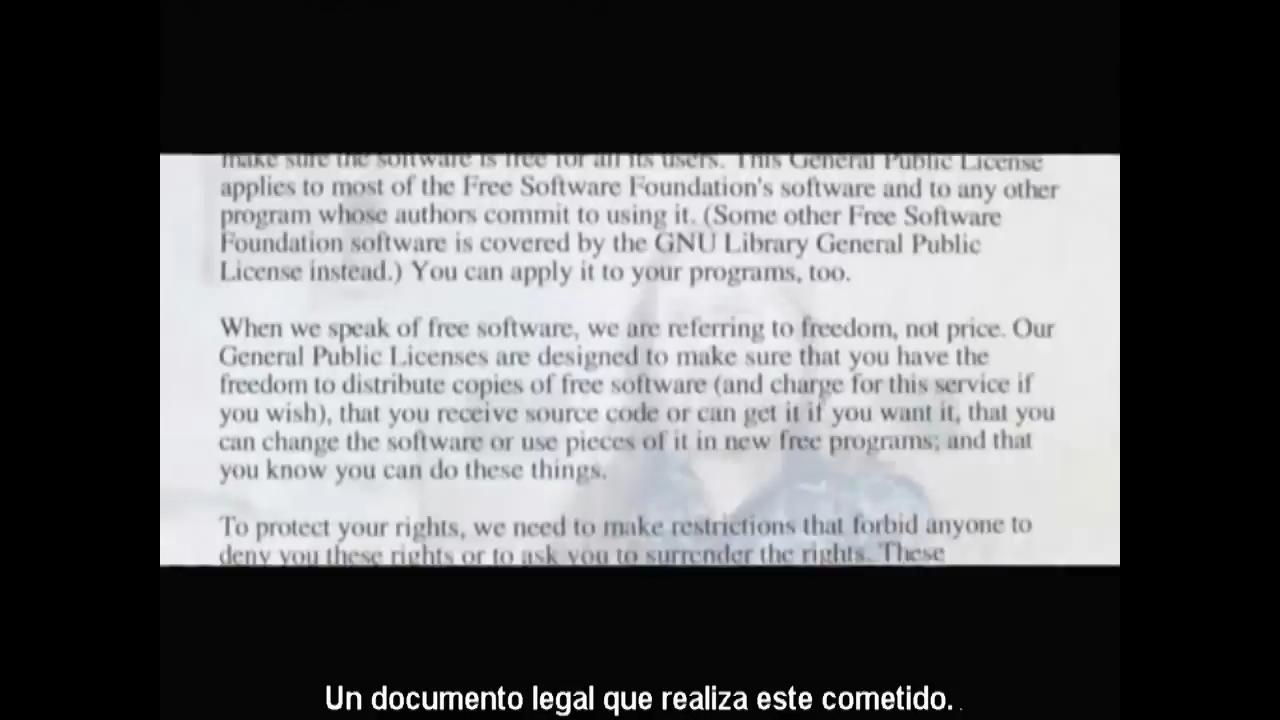 make sure the software is free for all its users. This General Public License
applies to most of the Free Software Foundation's software and to any other
program whose authors commit to using it. (Some other Free Software
Foundation software is covered by the GNU Library General Public
License instead.) You can apply it to your programs, too.
When we speak of free software, we are referring to freedom, not price. Our
General Public Licenses are designed to make sure that you have the
freedom to distribute copies of free software (and charge for this service if
you wish), that you receive source code or can get it if you want it, that you
can change the software or use pieces of it in new free programs; and that
you know you can do these things.
To protect your rights, we need to make restrictions that forbid anyone to
deny you these rights or to ask you to surrender the rights. These
Un documento legal que realiza este cometido.